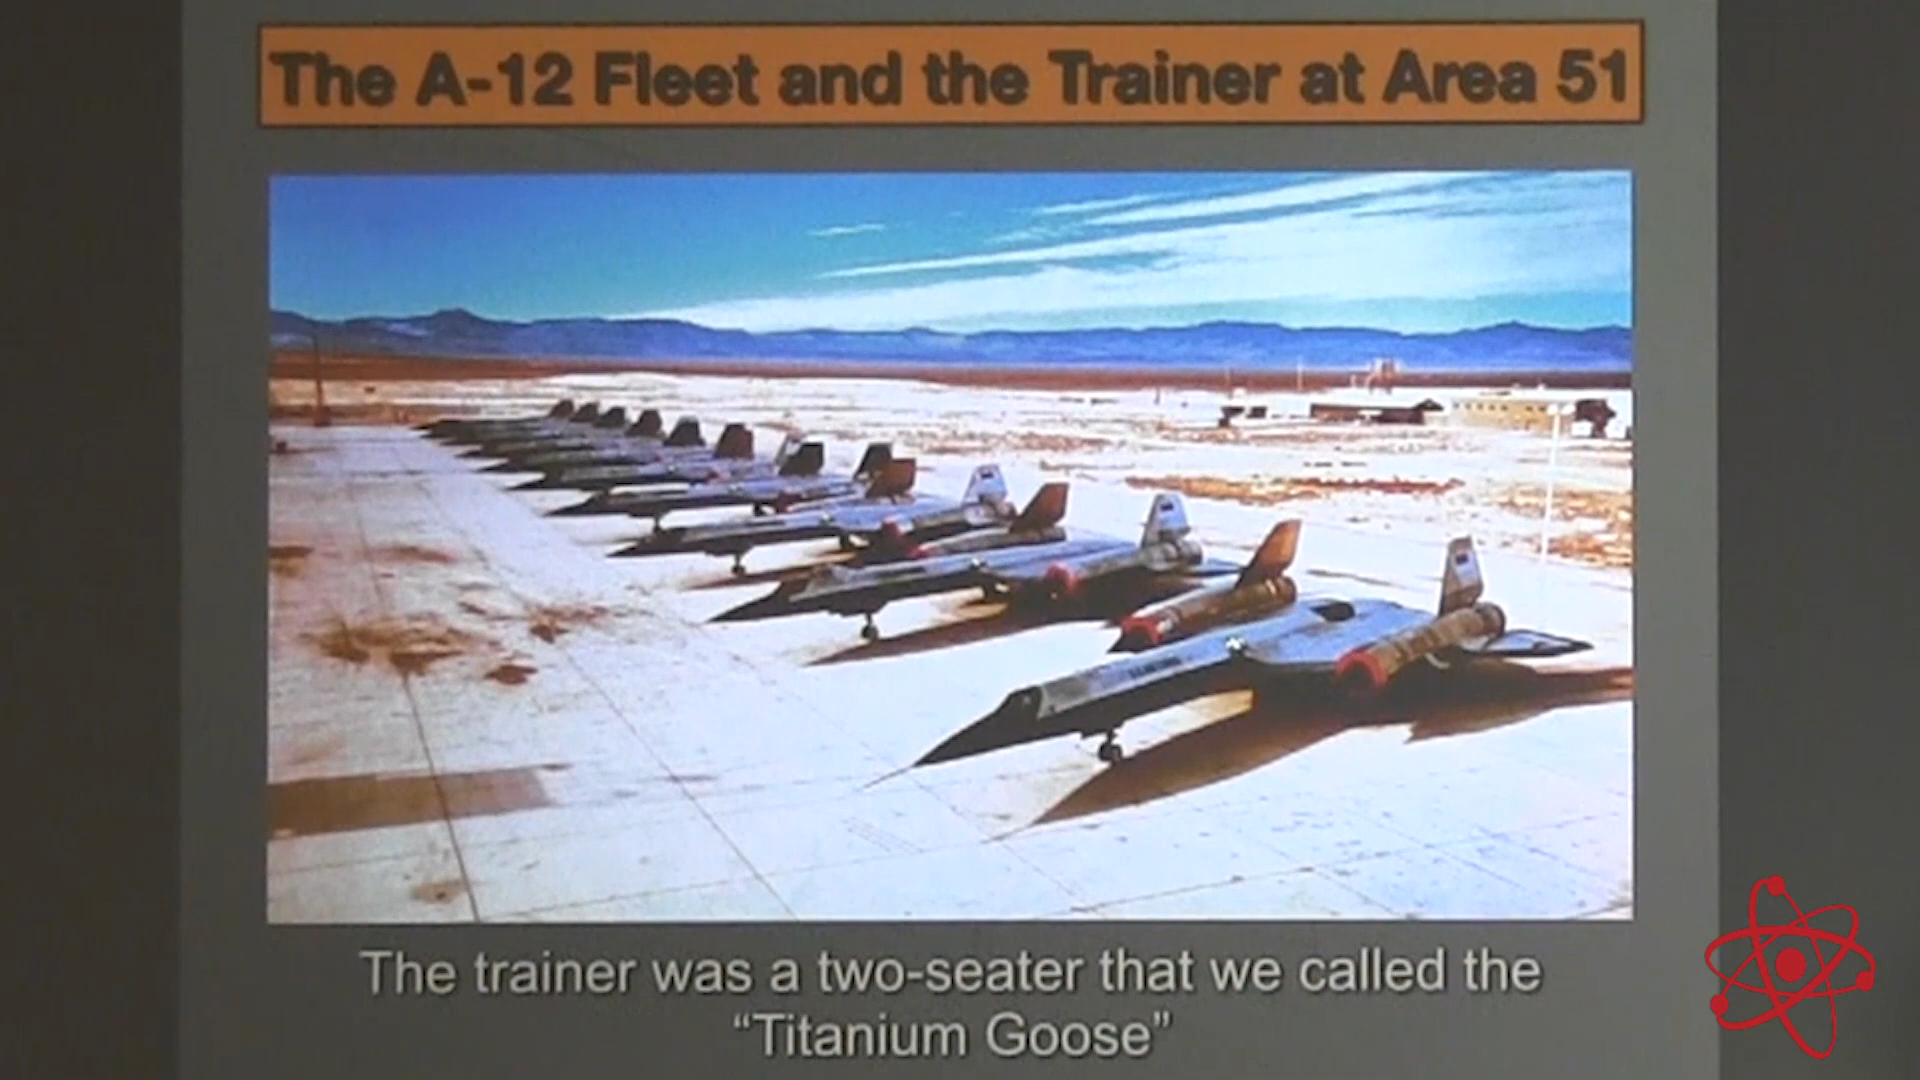 The A-12 Fleet and the Trainer at Area 51
The trainer was a two-seater that we called the
“Titanium Goose”